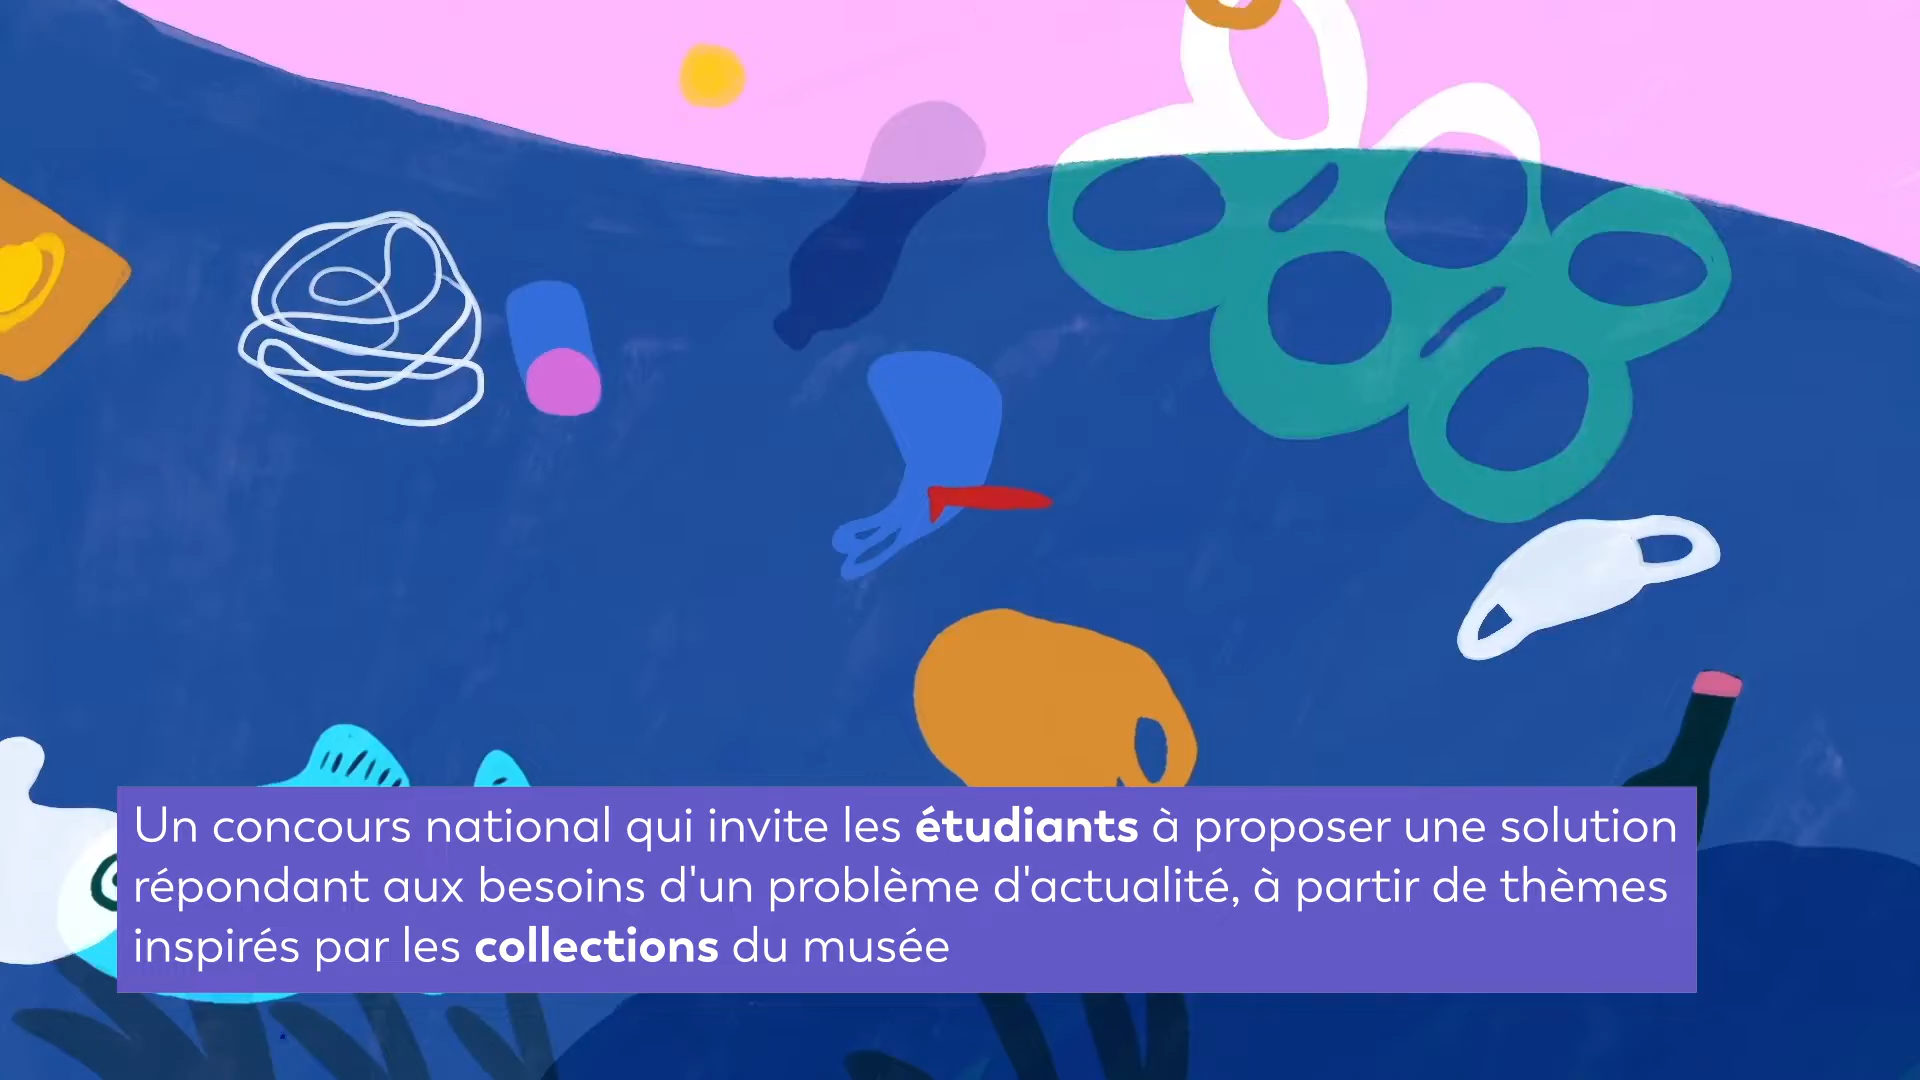 Un concours national qui invite les étudiants à proposer une solution
répondant aux besoins d'un problème d'actualité, à partir de thèmes
inspirés par les collections du musée